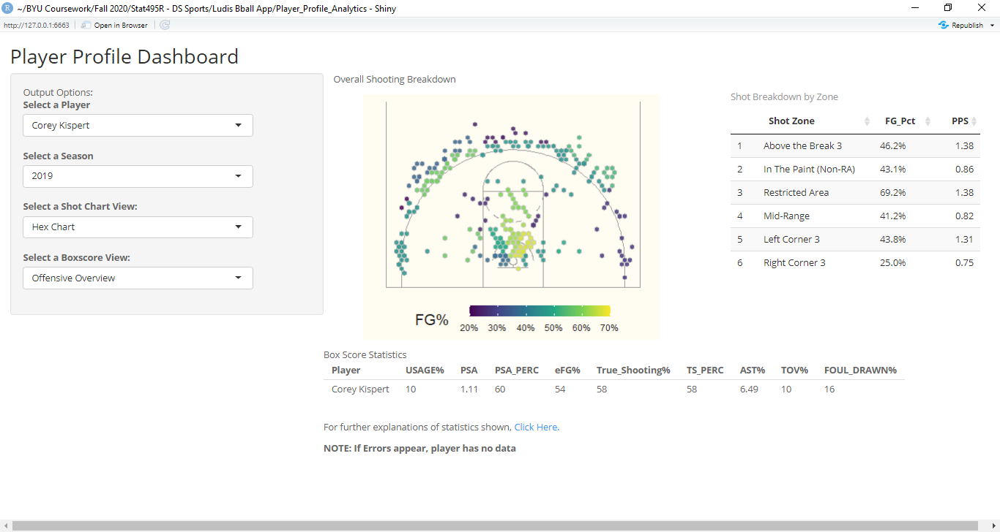 ~/BYU Coursework/Fall 2020/Stat495R - DS Sports/Ludis Bball App/Player_Profile_Analytics - Shiny
http://127.0.0.1:6663 Open in Browser Republish
Player Profile Dashboard
Output Options:
Select a Player
Corey Kispert
Select a Season
2019
Select a Shot Chart View:
Hex Chart
Select a Boxscore View:
Offensive Overview
Overall Shooting Breakdown
FG%
20% 30% 40% 50% 60% 70%
Shot Breakdown by Zone
Shot Zone FG_Pct PPS
1 Above the Break 3 46.2% 1.38
2 In The Paint (Non-RA) 43.1% 0.86
3 Restricted Area 69.2% 1.38
4 Mid-Range 41.2% 0.82
5 Left Corner 3 43.8% 1.31
6 Right Corner 3 25.0% 0.75
Box Score Statistics
Player USAGE% PSA PSA_PERC eFG% True_Shooting% TS_PERC AST% TOV% FOUL_DRAWN%
Corey Kispert 10 1.11 60 54 58 58 6.49 10 16
For further explanations of statistics shown, Click Here.
NOTE: If Errors appear, player has no data